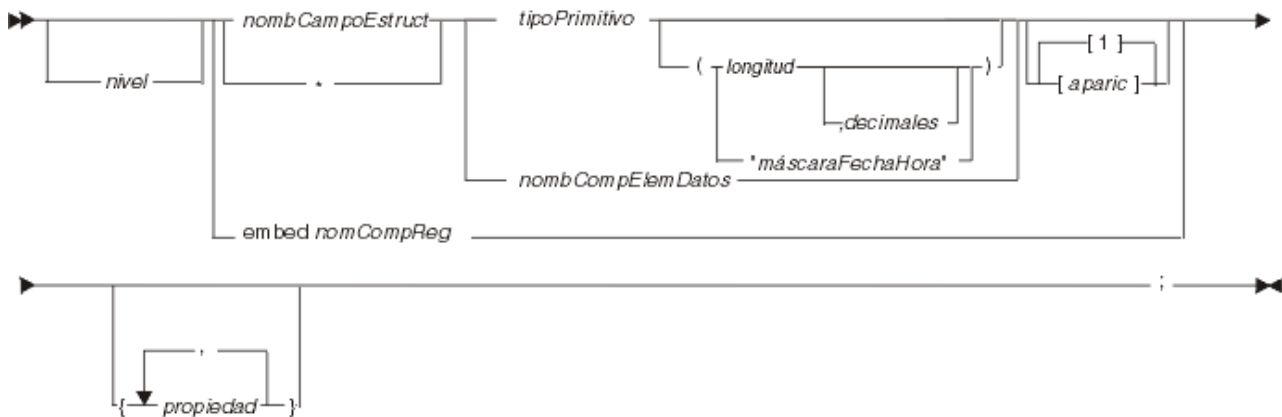 nombCampoEstruct tipoPrimitivo
nivel * ( longitud ) [ 1 ]
[ aparic ]
,decimales
"máscaraFechaHora"
nombCompElemDatos
embed nomCompReg
;
,
{ propiedad }